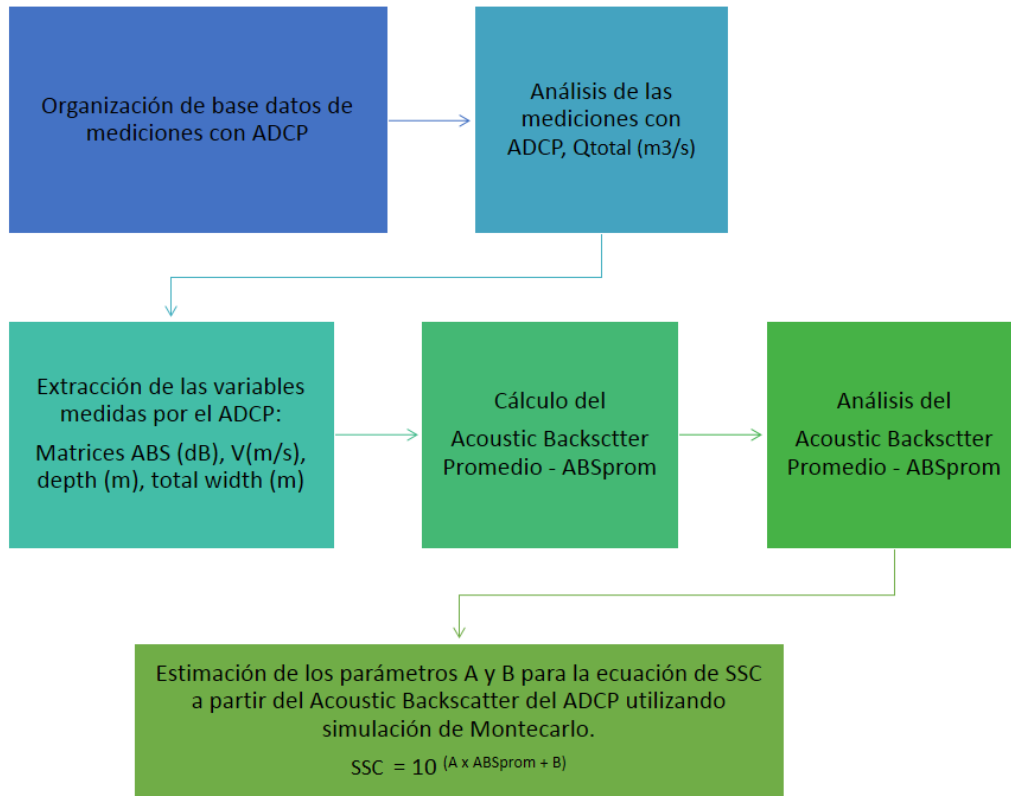 Organización de base datos de
mediciones con ADCP
Análisis de las
mediciones con
ADCP, Qtotal (m3/s)
Extracción de las variables
medidas por el ADCP:
Matrices ABS (dB), V(m/s),
depth (m), total width (m)
Cálculo del
Acoustic Backsctter
Promedio - ABSprom
Análisis del
Acoustic Backsctter
Promedio - ABSprom
Estimación de los parámetros A y B para la ecuación de SSC
a partir del Acoustic Backscatter del ADCP utilizando
simulación de Montecarlo.
SSC = 10 (A x ABSprom + B)